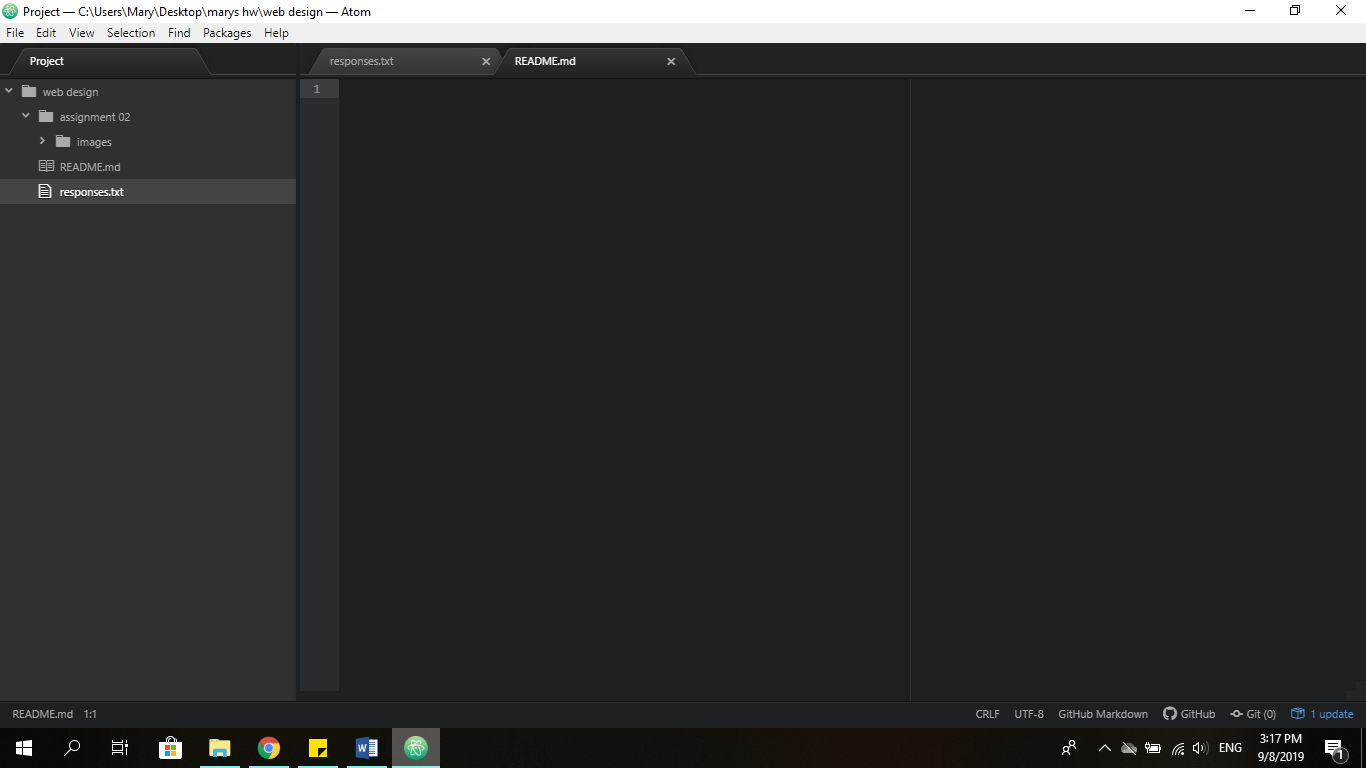 Project — C:\Users\Mary\Desktop\marys hw\web design — Atom
File Edit View Selection Find Packages Help
Project
responses.txt
README.md
web design
assignment 02
images
README.md
responses.txt
1
README.md 1:1
CRLF UTF-8 GitHub Markdown GitHub Git (0) 1 update
ENG
3:17 PM
9/8/2019
1